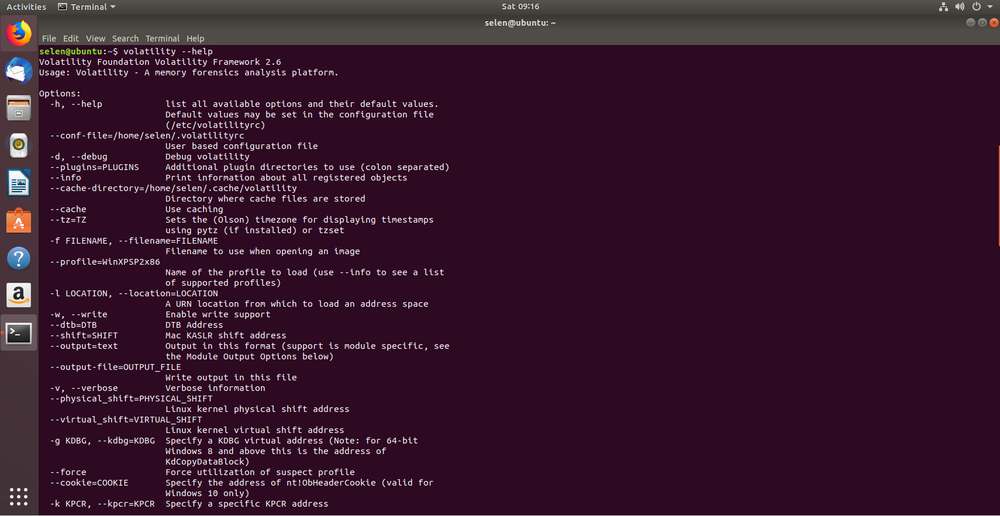 Activities Terminal Sat 09:16
selen@ubuntu: ~
File Edit View Search Terminal Help
selen@ubuntu:~$ volatility --help
Volatility Foundation Volatility Framework 2.6
Usage: Volatility - A memory forensics analysis platform.

Options:
  -h, --help            list all available options and their default values.
                        Default values may be set in the configuration file
                        (/etc/volatilityrc)
  --conf-file=/home/selen/.volatilityrc
                        User based configuration file
  -d, --debug           Debug volatility
  --plugins=PLUGINS     Additional plugin directories to use (colon separated)
  --info                Print information about all registered objects
  --cache-directory=/home/selen/.cache/volatility
                        Directory where cache files are stored
  --cache               Use caching
  --tz=TZ               Sets the (Olson) timezone for displaying timestamps
                        using pytz (if installed) or tzset
  -f FILENAME, --filename=FILENAME
                        Filename to use when opening an image
  --profile=WinXPSP2x86
                        Name of the profile to load (use --info to see a list
                        of supported profiles)
  -l LOCATION, --location=LOCATION
                        A URN location from which to load an address space
  -w, --write           Enable write support
  --dtb=DTB             DTB Address
  --shift=SHIFT         Mac KASLR shift address
  --output=text         Output in this format (support is module specific, see
                        the Module Output Options below)
  --output-file=OUTPUT_FILE
                        Write output in this file
  -v, --verbose         Verbose information
  --physical_shift=PHYSICAL_SHIFT
                        Linux kernel physical shift address
  --virtual_shift=VIRTUAL_SHIFT
                        Linux kernel virtual shift address
  -g KDBG, --kdbg=KDBG  Specify a KDBG virtual address (Note: for 64-bit
                        Windows 8 and above this is the address of
                        KdCopyDataBlock)
  --force               Force utilization of suspect profile
  --cookie=COOKIE       Specify the address of nt!ObHeaderCookie (valid for
                        Windows 10 only)
  -k KPCR, --kpcr=KPCR  Specify a specific KPCR address